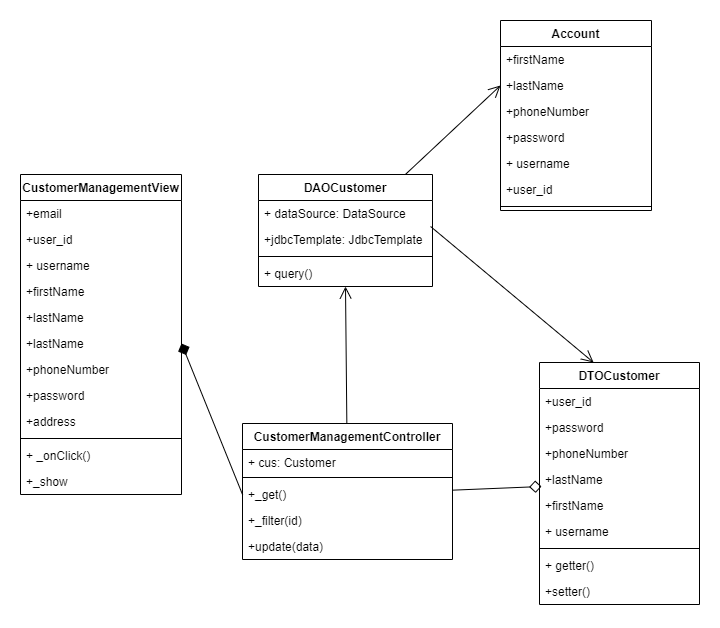 Account
+firstName
+lastName
+phoneNumber
+password
+ username
+user_id
CustomerManagementView
+email
+user_id
+ username
+firstName
+lastName
+lastName
+phoneNumber
+password
+address
+ _onClick()
+_show
DAOCustomer
+ dataSource: DataSource
+jdbcTemplate: JdbcTemplate
+ query()
CustomerManagementController
+ cus: Customer
+_get()
+_filter(id)
+update(data)
DTOCustomer
+user_id
+password
+phoneNumber
+lastName
+firstName
+ username
+ getter()
+setter()